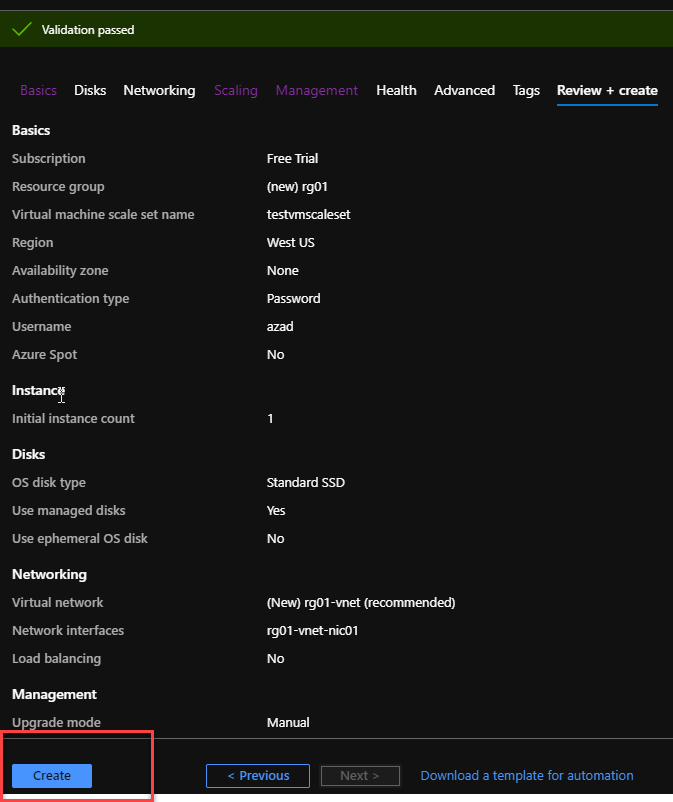 Validation passed
Basics Disks Networking Scaling Management Health Advanced Tags Review + create
Basics
Subscription Free Trial
Resource group (new) rg01
Virtual machine scale set name testvmscaleset
Region West US
Availability zone None
Authentication type Password
Username azad
Azure Spot No
Instance
Initial instance count 1
Disks
OS disk type Standard SSD
Use managed disks Yes
Use ephemeral OS disk No
Networking
Virtual network (New) rg01-vnet (recommended)
Network interfaces rg01-vnet-nic01
Load balancing No
Management
Upgrade mode Manual
Create < Previous Next > Download a template for automation